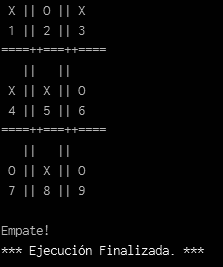 X || O || X
1 || 2 || 3
====++===++====
|| ||
X || X || O
4 || 5 || 6
====++===++====
|| ||
O || X || O
7 || 8 || 9
Empate!
*** Ejecución Finalizada. ***